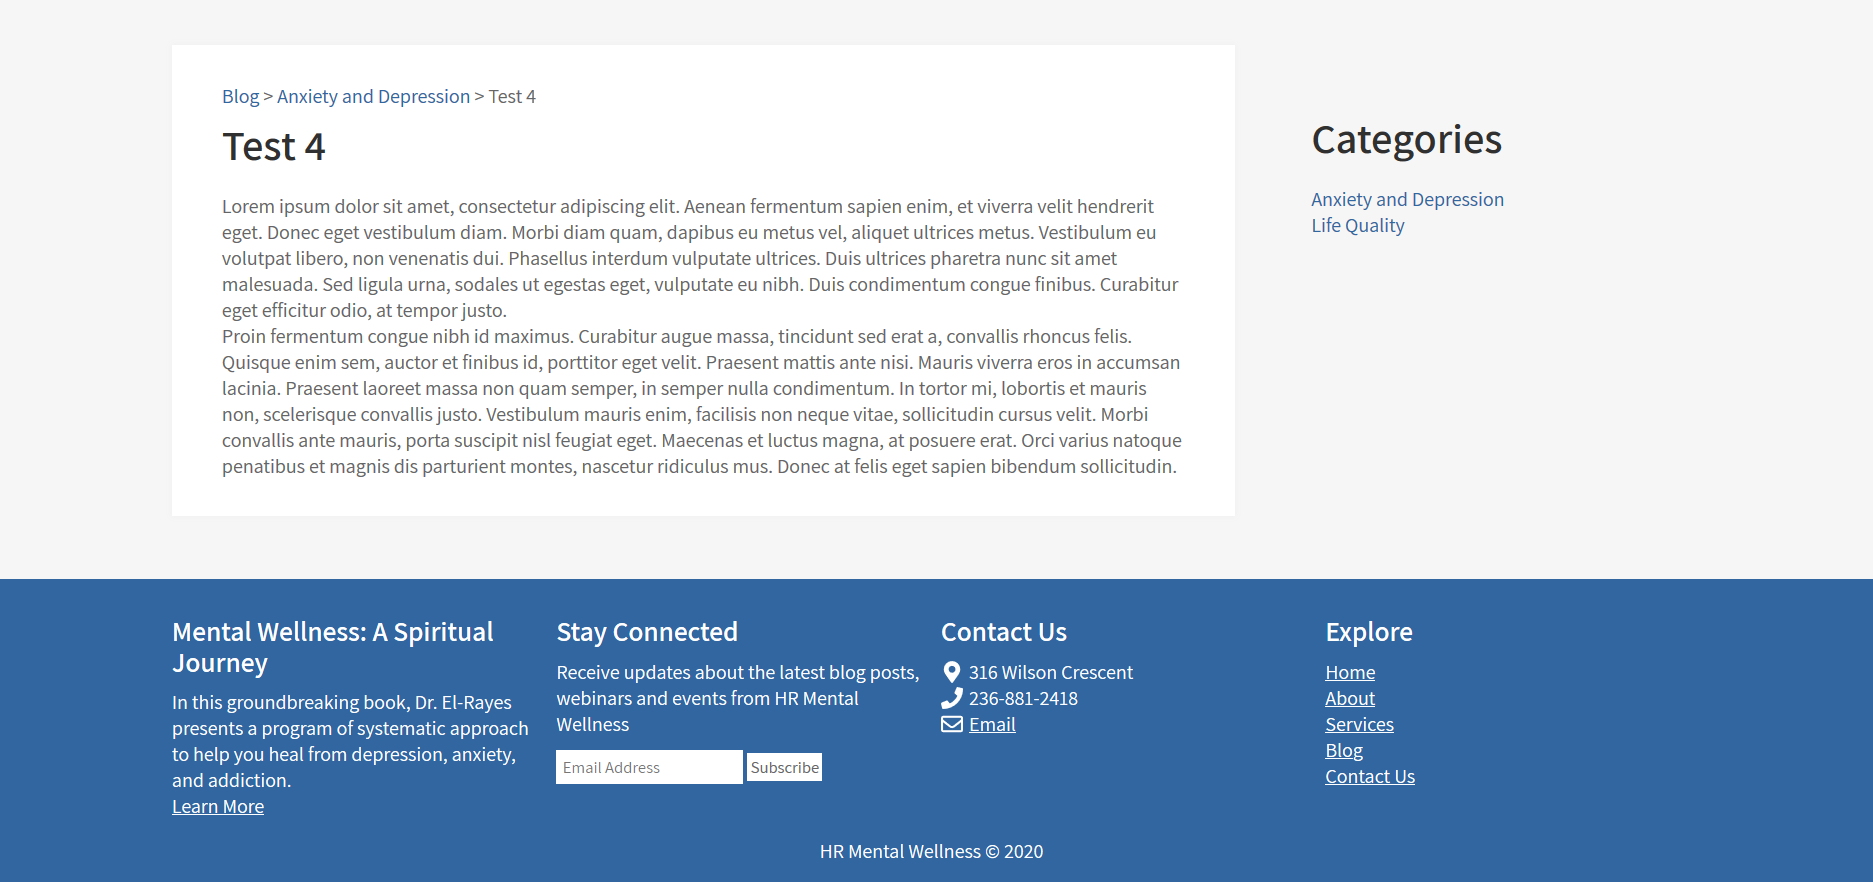 Blog > Anxiety and Depression > Test 4
Test 4
Lorem ipsum dolor sit amet, consectetur adipiscing elit. Aenean fermentum sapien enim, et viverra velit hendrerit
eget. Donec eget vestibulum diam. Morbi diam quam, dapibus eu metus vel, aliquet ultrices metus. Vestibulum eu
volutpat libero, non venenatis dui. Phasellus interdum vulputate ultrices. Duis ultrices pharetra nunc sit amet
malesuada. Sed ligula urna, sodales ut egestas eget, vulputate eu nibh. Duis condimentum congue finibus. Curabitur
eget efficitur odio, at tempor justo.
Proin fermentum congue nibh id maximus. Curabitur augue massa, tincidunt sed erat a, convallis rhoncus felis.
Quisque enim sem, auctor et finibus id, porttitor eget velit. Praesent mattis ante nisi. Mauris viverra eros in accumsan
lacinia. Praesent laoreet massa non quam semper, in semper nulla condimentum. In tortor mi, lobortis et mauris
non, scelerisque convallis justo. Vestibulum mauris enim, facilisis non neque vitae, sollicitudin cursus velit. Morbi
convallis ante mauris, porta suscipit nisl feugiat eget. Maecenas et luctus magna, at posuere erat. Orci varius natoque
penatibus et magnis dis parturient montes, nascetur ridiculus mus. Donec at felis eget sapien bibendum sollicitudin.
Categories
Anxiety and Depression
Life Quality
Mental Wellness: A Spiritual
Journey
In this groundbreaking book, Dr. El-Rayes
presents a program of systematic approach
to help you heal from depression, anxiety,
and addiction.
Learn More
Stay Connected
Receive updates about the latest blog posts,
webinars and events from HR Mental
Wellness
Email Address
Subscribe
Contact Us
316 Wilson Crescent
236-881-2418
Email
Explore
Home
About
Services
Blog
Contact Us
HR Mental Wellness © 2020